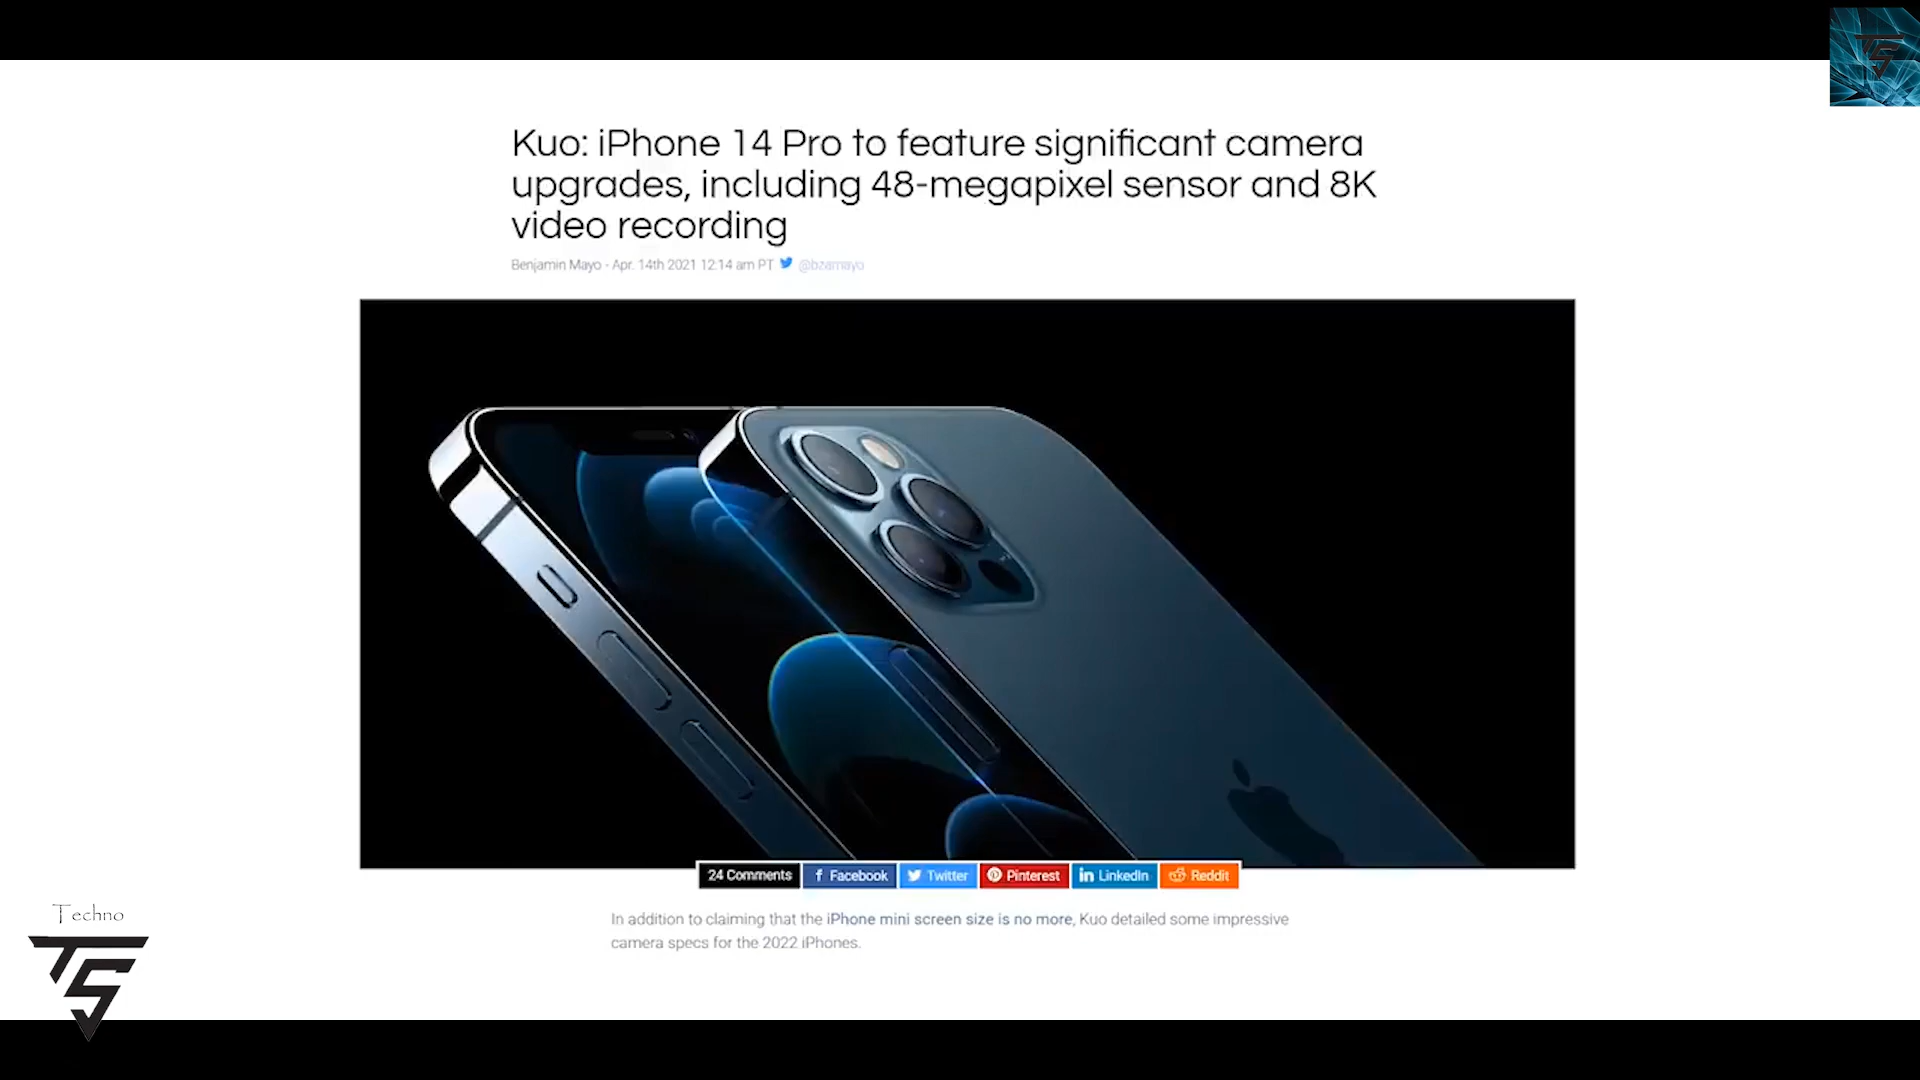 Kuo: iPhone 14 Pro to feature significant camera
upgrades, including 48-megapixel sensor and 8K
video recording
Benjamin Mayo - Apr. 14th 2021 12:14 am PT @bzamayo
24 Comments Facebook Twitter Pinterest LinkedIn Reddit
In addition to claiming that the iPhone mini screen size is no more, Kuo detailed some impressive
camera specs for the 2022 iPhones.
Techno
TS